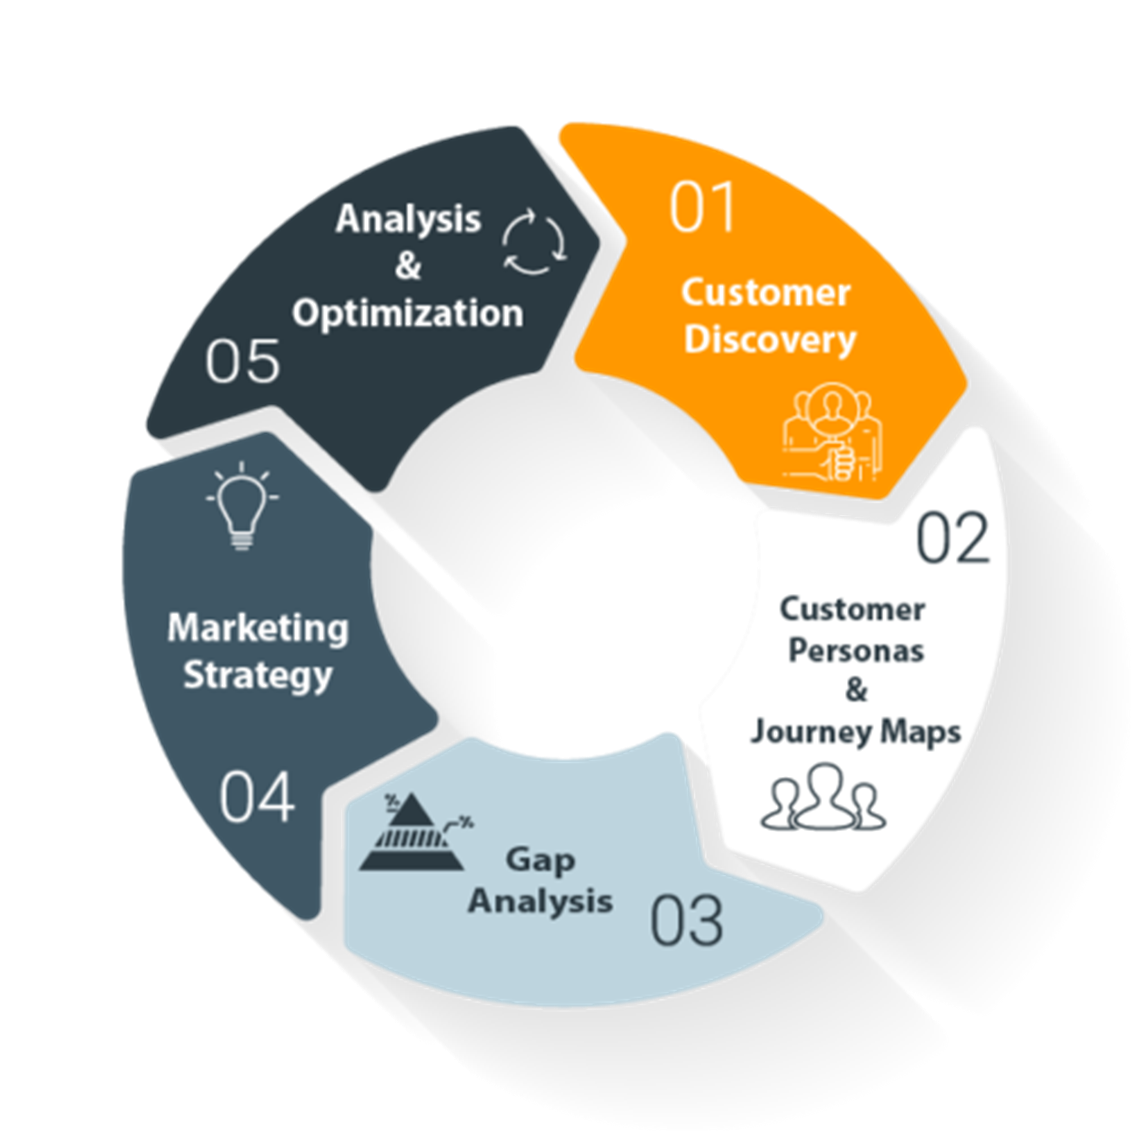 01
Customer
Discovery
02
Customer
Personas
&
Journey Maps
%
%
Gap
Analysis
03
Marketing
Strategy
04
Analysis
&
Optimization
05